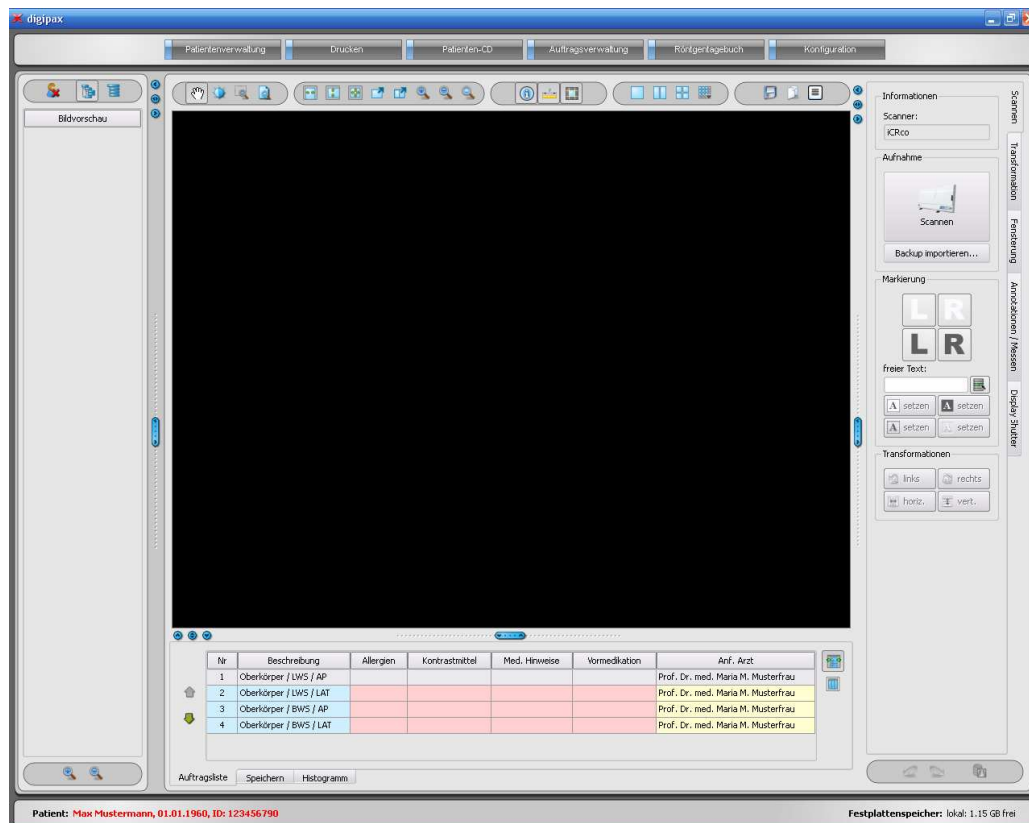 digipax
Patientenverwaltung Drucken Patienten-CD Auftragsverwaltung Röntgentagebuch Konfiguration
Bildvorschau
Informationen
Scanner:
iCRco
Aufnahme
Scannen
Backup importieren...
Markierung
L R
L R
freier Text:
A setzen A setzen
A setzen A setzen
Transformationen
links rechts
horiz. vert.
Scannen
Transformation
Fensterung
Annotationen / Messen
Display Shutter
Nr Beschreibung Allergien Kontrastmittel Med. Hinweise Vormedikation Anf. Arzt
1 Oberkörper / LWS / AP Prof. Dr. med. Maria M. Musterfrau
2 Oberkörper / LWS / LAT Prof. Dr. med. Maria M. Musterfrau
3 Oberkörper / BWS / AP Prof. Dr. med. Maria M. Musterfrau
4 Oberkörper / BWS / LAT Prof. Dr. med. Maria M. Musterfrau
Auftragsliste Speichern Histogramm
Patient: Max Mustermann, 01.01.1960, ID: 123456790
Festplattenspeicher: lokal: 1.15 GB frei